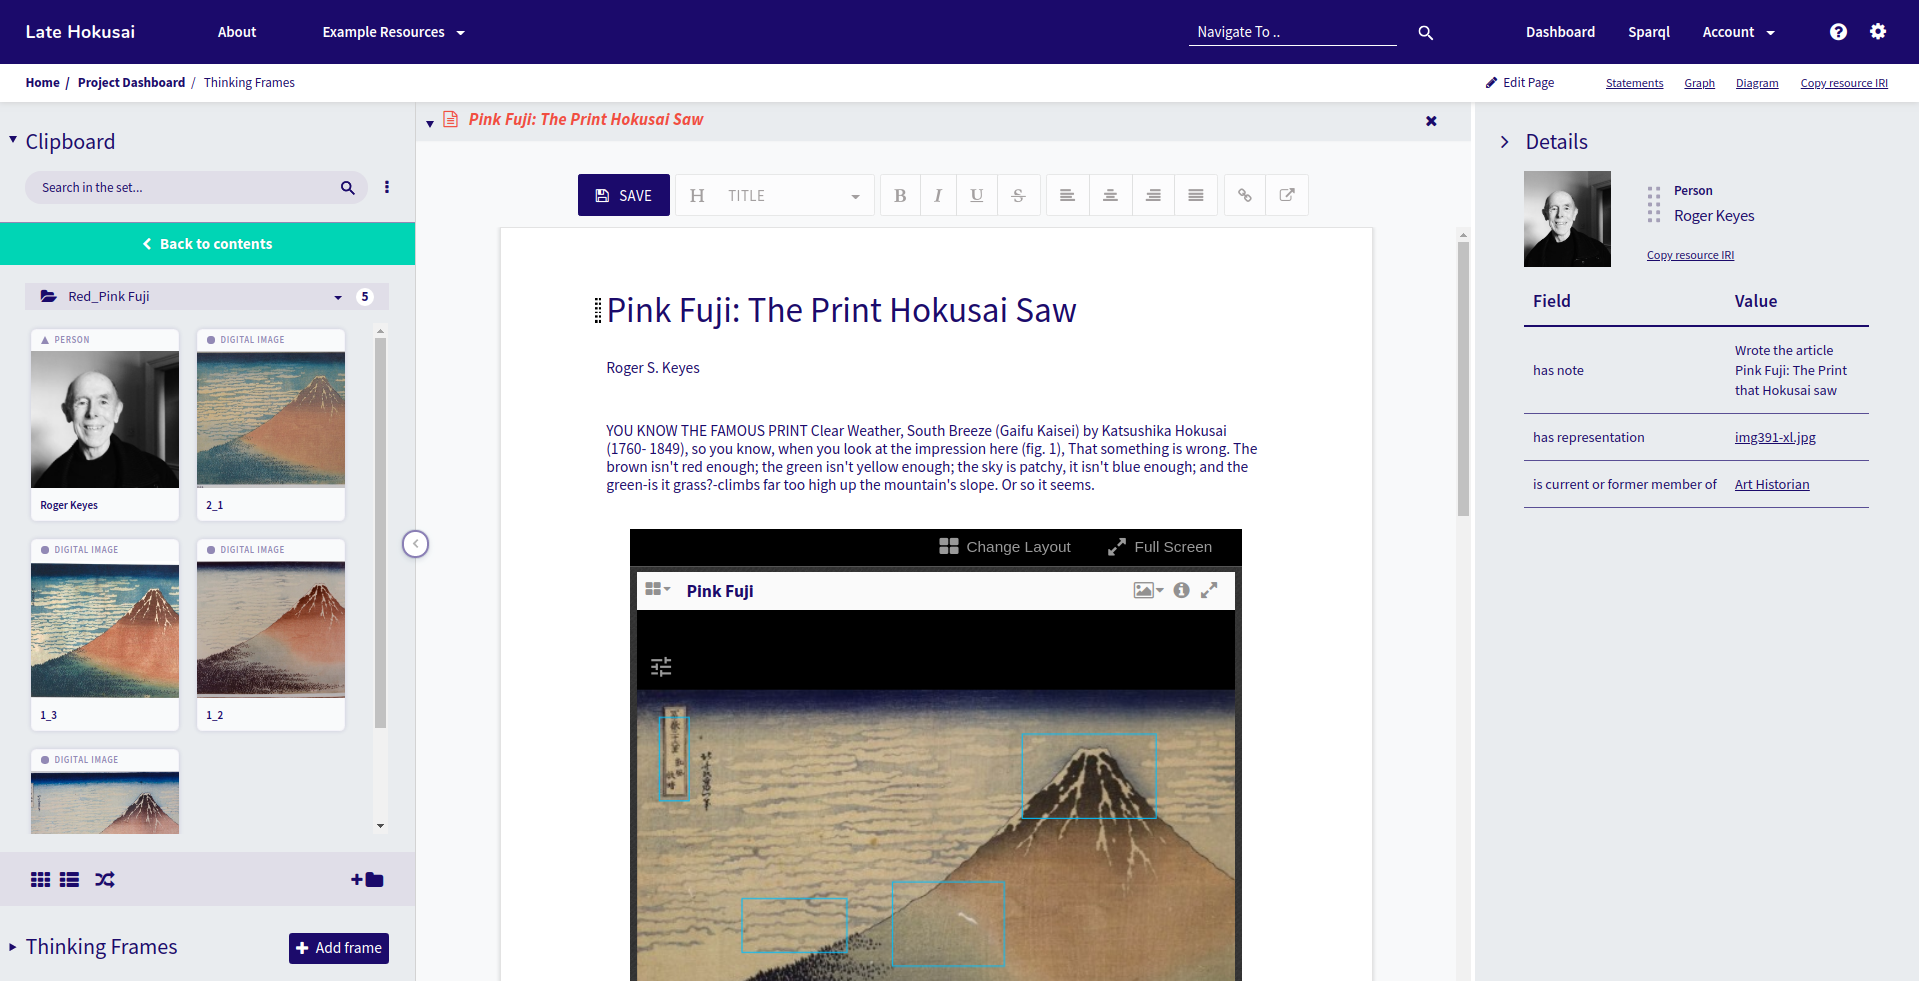 Late Hokusai
About
Example Resources
Navigate To ..
Dashboard
Sparql
Account
Home / Project Dashboard / Thinking Frames
Edit Page
Statements
Graph
Diagram
Copy resource IRI
Clipboard
Search in the set...
Back to contents
Red_Pink Fuji
5
PERSON
Roger Keyes
DIGITAL IMAGE
2_1
DIGITAL IMAGE
1_3
DIGITAL IMAGE
1_2
DIGITAL IMAGE
Thinking Frames
Add frame
Pink Fuji: The Print Hokusai Saw
SAVE
H TITLE
B I U S
Pink Fuji: The Print Hokusai Saw
Roger S. Keyes
YOU KNOW THE FAMOUS PRINT Clear Weather, South Breeze (Gaifu Kaisei) by Katsushika Hokusai
(1760- 1849), so you know, when you look at the impression here (fig. 1), That something is wrong. The
brown isn't red enough; the green isn't yellow enough; the sky is patchy, it isn't blue enough; and the
green-is it grass?-climbs far too high up the mountain's slope. Or so it seems.
Change Layout
Full Screen
Pink Fuji
Details
Person
Roger Keyes
Copy resource IRI
Field
Value
has note
Wrote the article
Pink Fuji: The Print
that Hokusai saw
has representation
img391-xl.jpg
is current or former member of
Art Historian